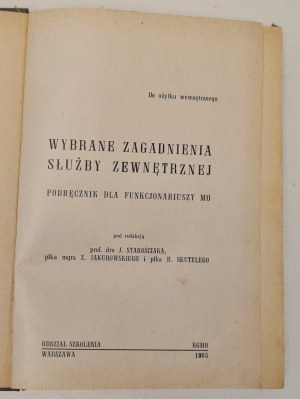 Do użytku wewnętrznego
WYBRANE ZAGADNIENIA
SŁUŻBY ZEWNĘTRZNEJ
PODRĘCZNIK DLA FUNKCJONARIUSZY MO
pod redakcją
prof. dra J. STAROŚCIAKA,
płka mgra Z. JAKUBOWSKIEGO i płka B. SKUTELEGO
ODDZIAŁ SZKOLENIA KGMO
WARSZAWA 1965